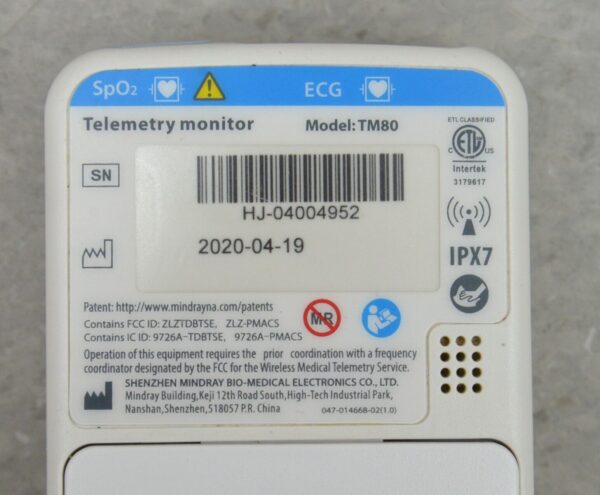 SpO2 ECG
Telemetry monitor Model: TM80
ETL CLASSIFIED
ETL
C US
Intertek
3179617
SN
HJ-04004952
2020-04-19
IPX7
Patent: http://www.mindrayna.com/patents
Contains FCC ID: ZLZTDBTSE, ZLZ-PMACS
Contains IC ID: 9726A-TDBTSE, 9726A-PMACS
MR
Operation of this equipment requires the prior coordination with a frequency
coordinator designated by the FCC for the Wireless Medical Telemetry Service.
SHENZHEN MINDRAY BIO-MEDICAL ELECTRONICS CO., LTD.
Mindray Building,Keji 12th Road South,High-Tech Industrial Park,
Nanshan,Shenzhen,518057 P.R. China 047-014668-02(1.0)